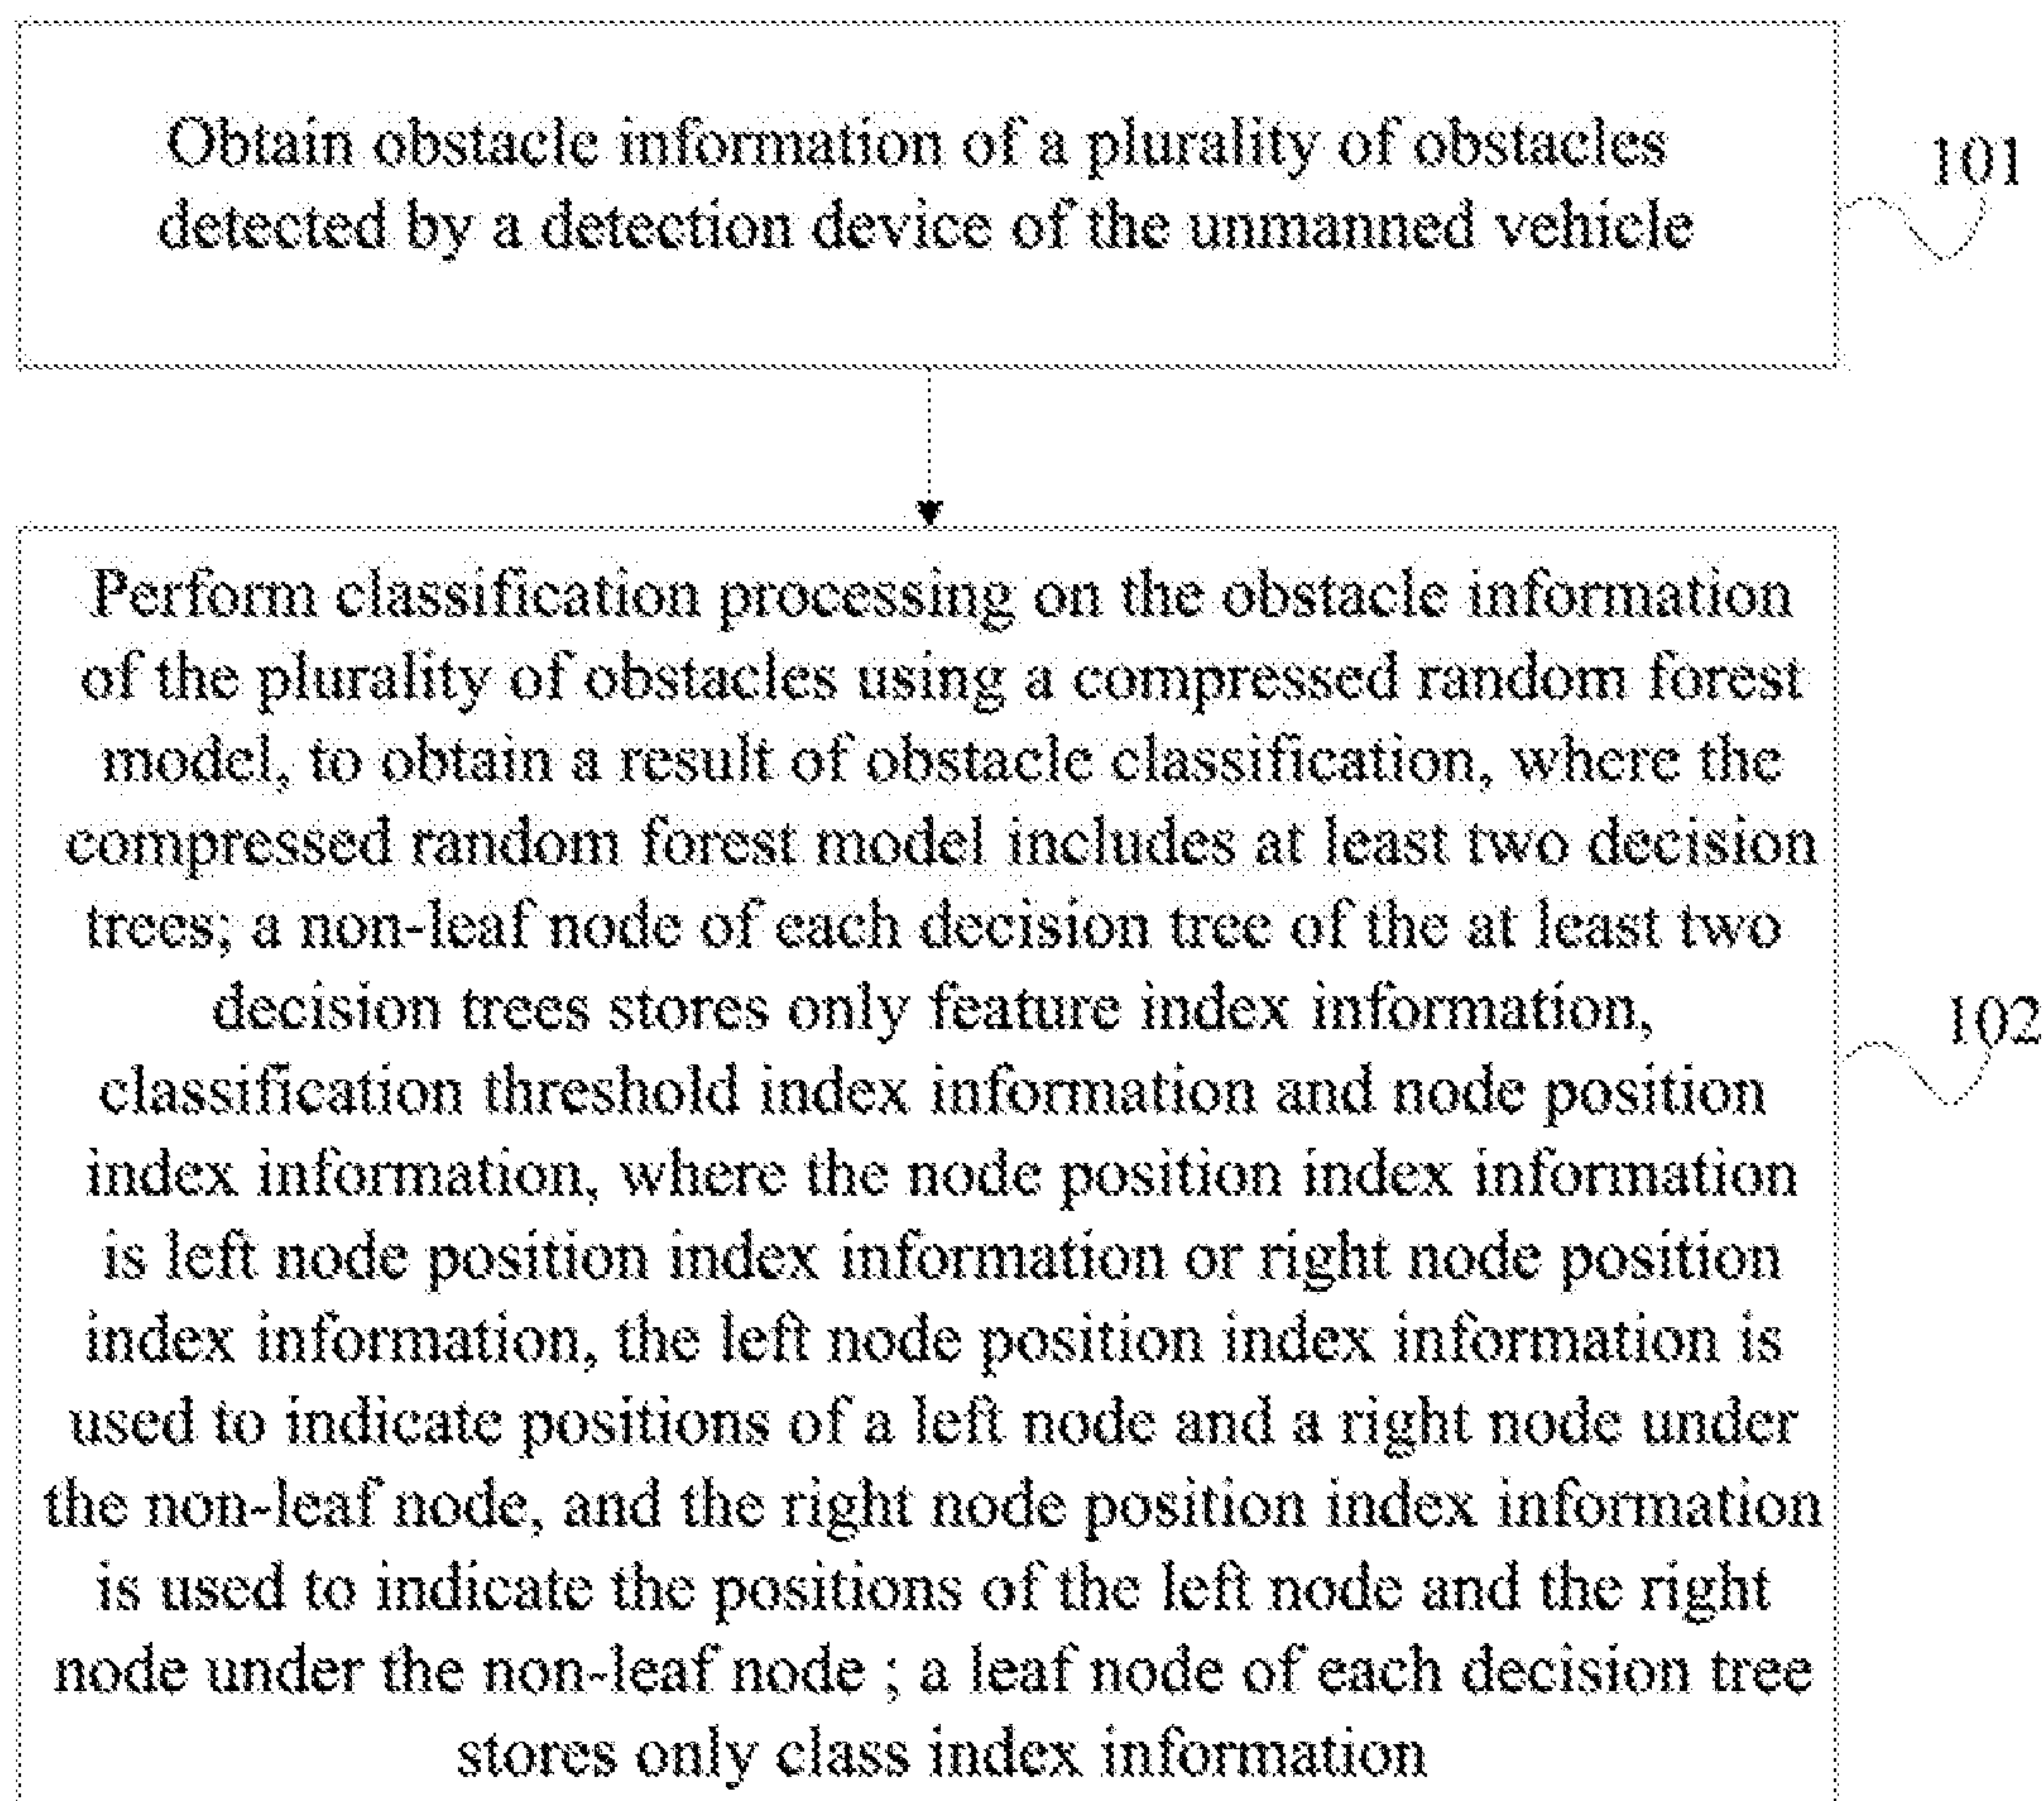 Obtain obstacle information of a plurality of obstacles
detected by a detection device of the unmanned vehicle
101
Perform classification processing on the obstacle information
of the plurality of obstacles using a compressed random forest
model, to obtain a result of obstacle classification, where the
compressed random forest model includes at least two decision
trees; a non-leaf node of each decision tree of the at least two
decision trees stores only feature index information,
classification threshold index information and node position
index information, where the node position index information
is left node position index information or right node position
index information, the left node position index information is
used to indicate positions of a left node and a right node under
the non-leaf node, and the right node position index information
is used to indicate the positions of the left node and the right
node under the non-leaf node ; a leaf node of each decision tree
stores only class index information
102